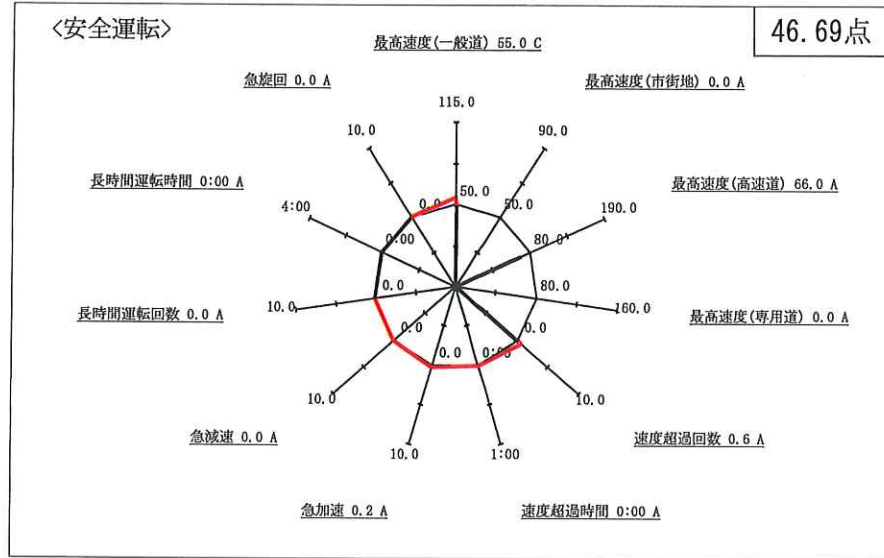 <安全運転>
46.69点
最高速度(一般道) 55.0 C
急旋回 0.0 A
最高速度(市街地) 0.0 A
115.0
10.0
90.0
長時間運転時間 0:00 A
最高速度(高速道) 66.0 A
4:00
0.0
50.0
50.0
190.0
0:00
80.0
長時間運転回数 0.0 A
10.0
0.0
80.0
160.0
最高速度(専用道) 0.0 A
0.0
0.0
0:00
0.0
10.0
10.0
急減速 0.0 A
10.0
1:00
速度超過回数 0.6 A
急加速 0.2 A
速度超過時間 0:00 A